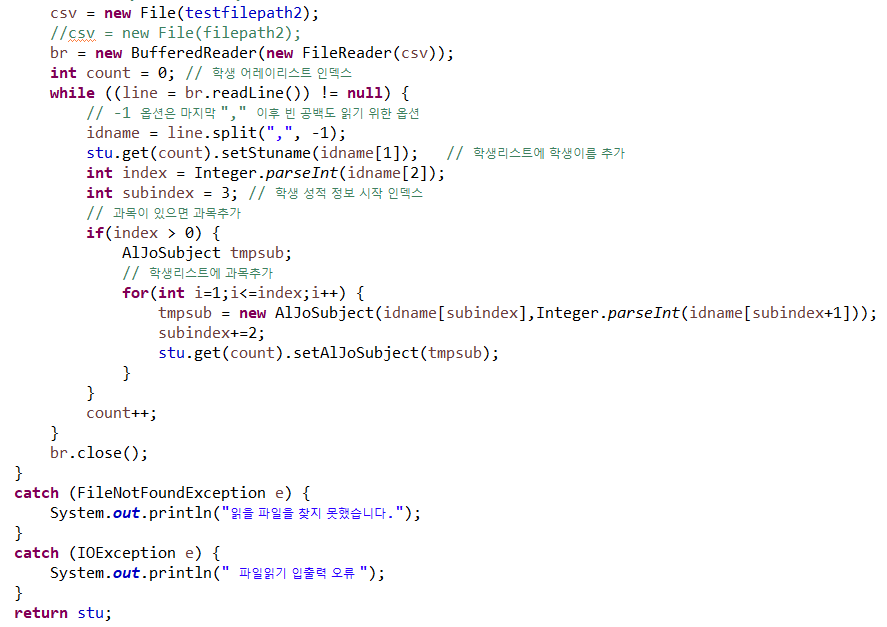 csv = new File(testfilepath2);
//csv = new File(filepath2);
br = new BufferedReader(new FileReader(csv));
int count = 0; // 학생 어레이리스트 인덱스
while ((line = br.readLine()) != null) {
// -1 옵션은 마지막 "," 이후 빈 공백도 읽기 위한 옵션
idname = line.split(",", -1);
stu.get(count).setStuname(idname[1]); // 학생리스트에 학생이를 추가
int index = Integer.parseInt(idname[2]);
int subindex = 3; // 학생 성적 정보 시작 인덱스
// 과목이 있으면 과목추가
if(index > 0) {
AlJoSubject tmpsub;
// 학생리스트에 과목추가
for(int i=1;i<=index;i++) {
tmpsub = new AlJoSubject(idname[subindex],Integer.parseInt(idname[subindex+1]));
subindex+=2;
stu.get(count).setAlJoSubject(tmpsub);
}
}
count++;
}
br.close();
}
catch (FileNotFoundException e) {
System.out.println("읽을 파일을 찾지 못했습니다.");
}
catch (IOException e) {
System.out.println(" 파일읽기 입출력 오류 ");
}
return stu;